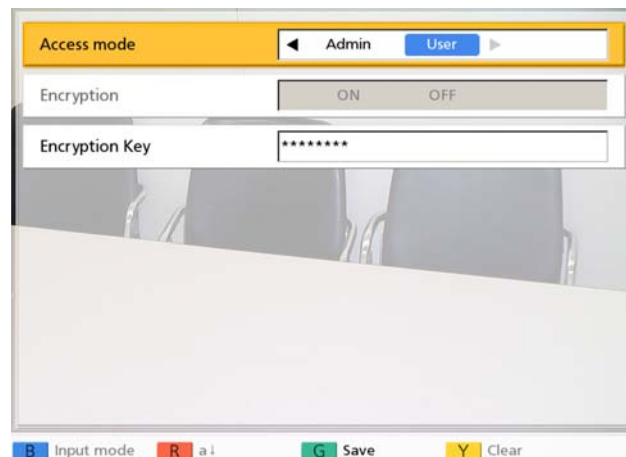 Access mode ◀ Admin User ▶
Encryption ON OFF
Encryption Key ********
B Input mode R a↓ G Save Y Clear